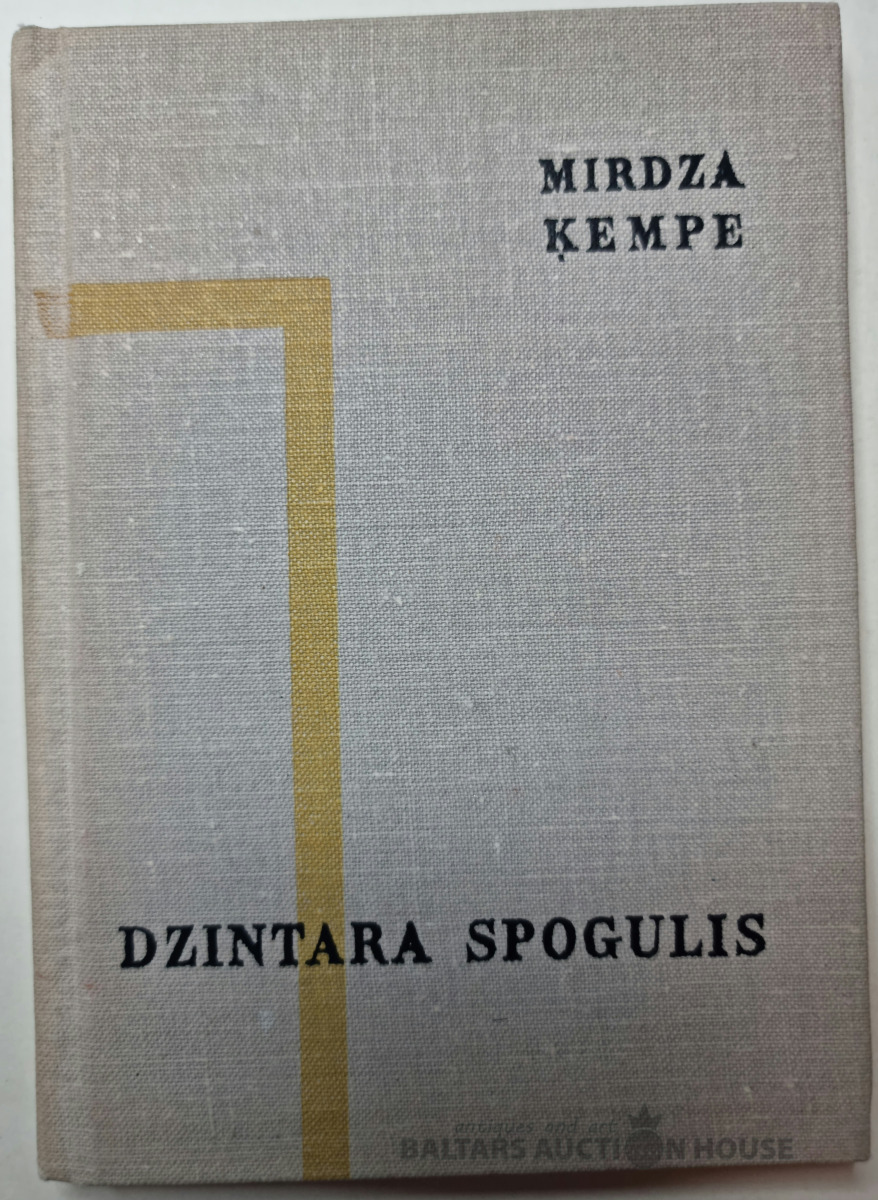 MIRDZA
ĶEMPE
DZINTARA SPOGULIS
antiques and art
BALTARS AUCTION HOUSE